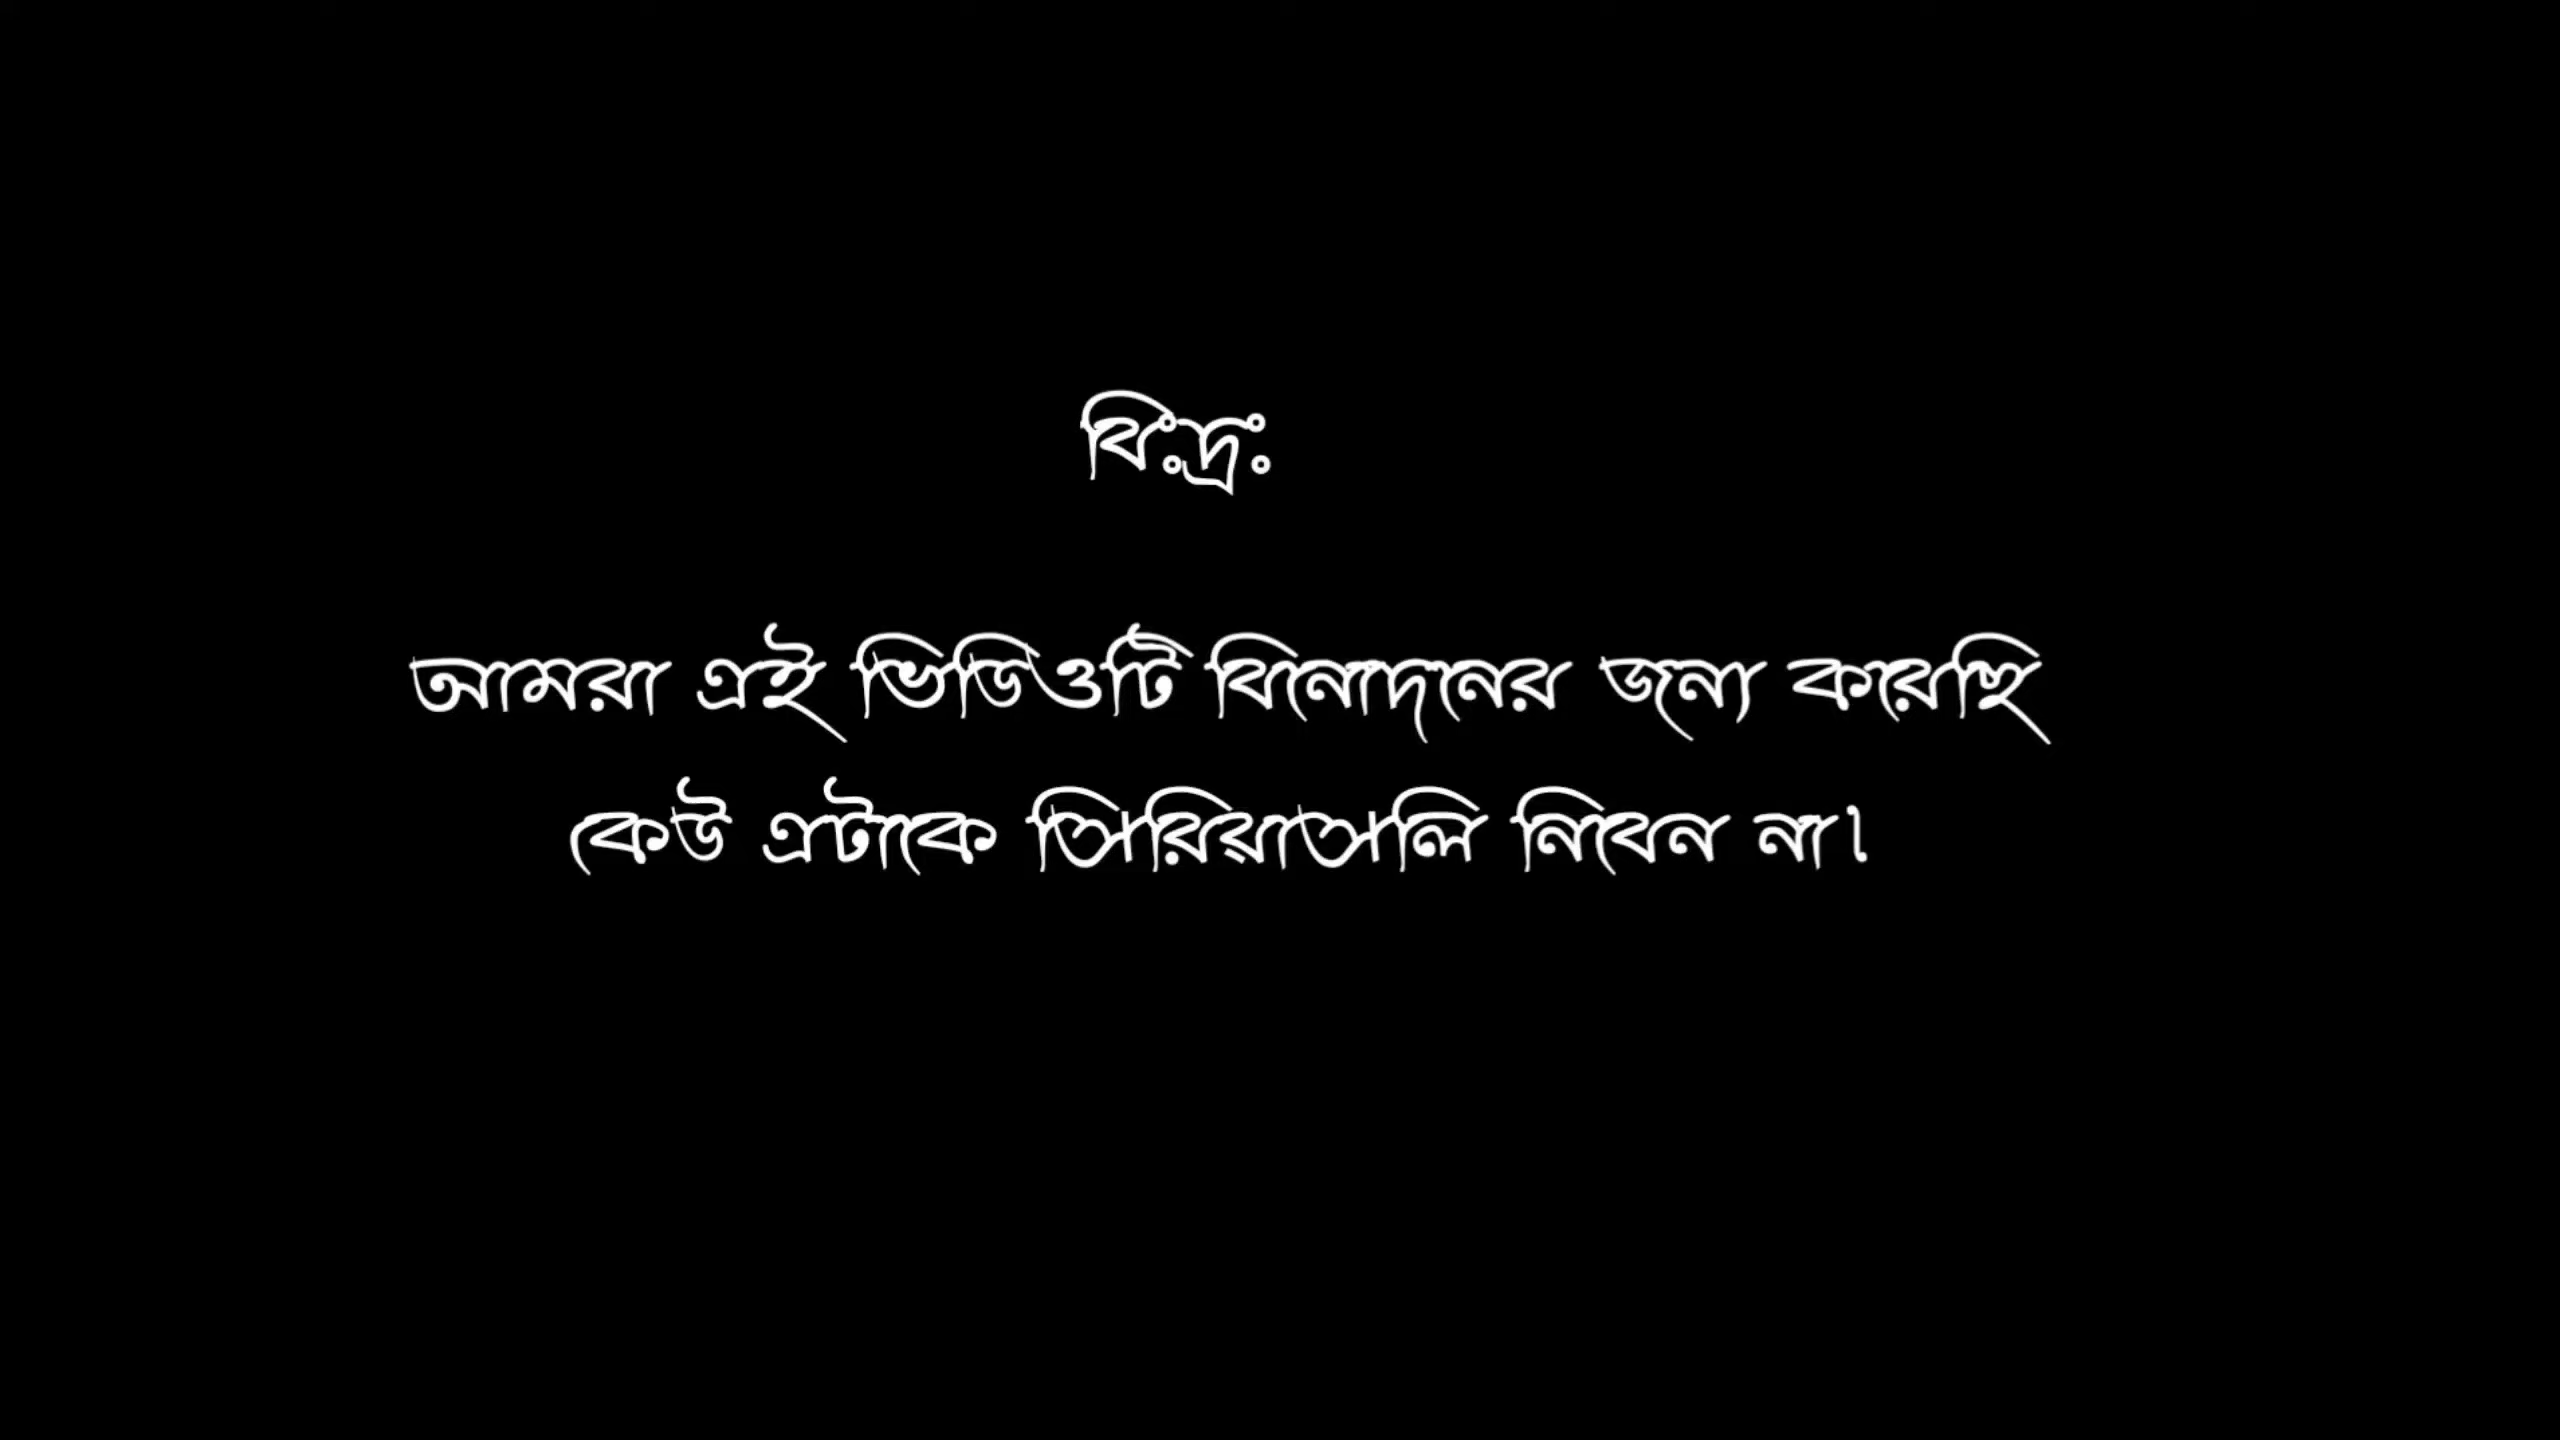 বিঃদ্রঃ
আমরা এই ভিডিওটি বিনোদনের জন্য করেছি
কেউ এটাকে সিরিয়াসলি নিবেন না।